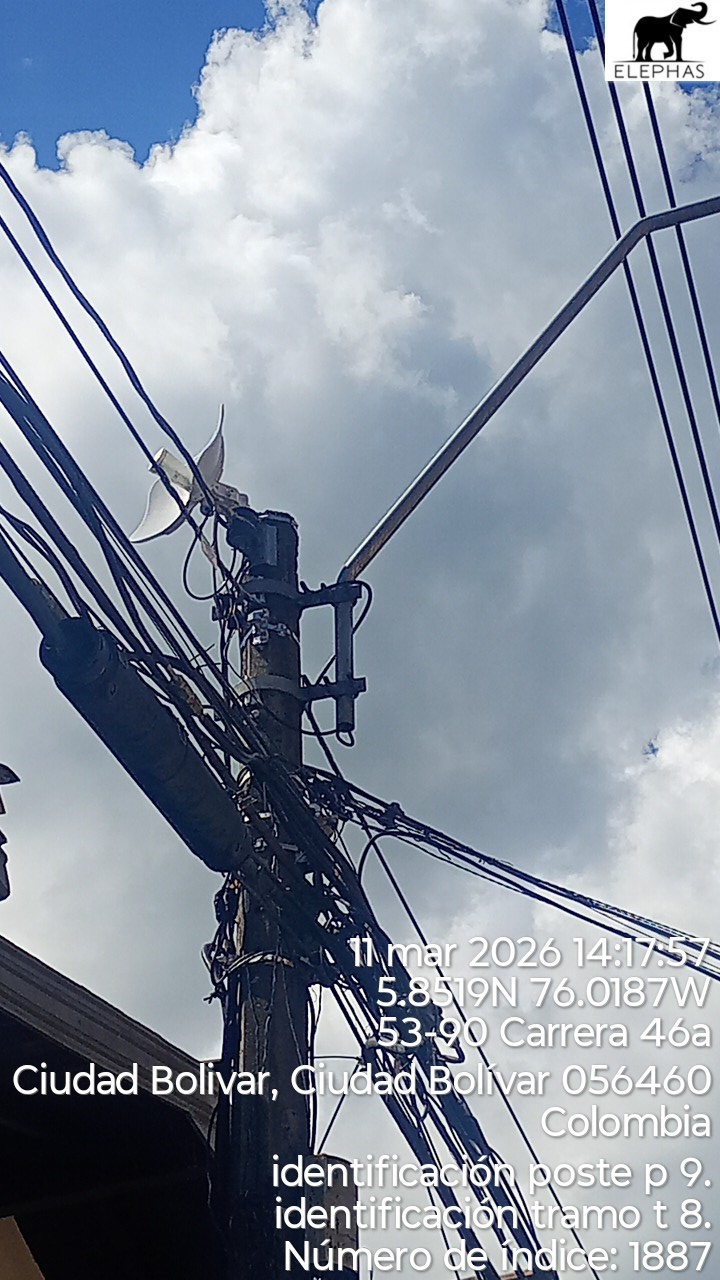 ELEPHAS
11 mar 2026 14:17:57
5.8519N 76.0187W
53-90 Carrera 46a
Ciudad Bolivar, Ciudad Bolívar 056460
Colombia
identificación poste p 9.
identificación tramo t 8.
Número de índice: 1887